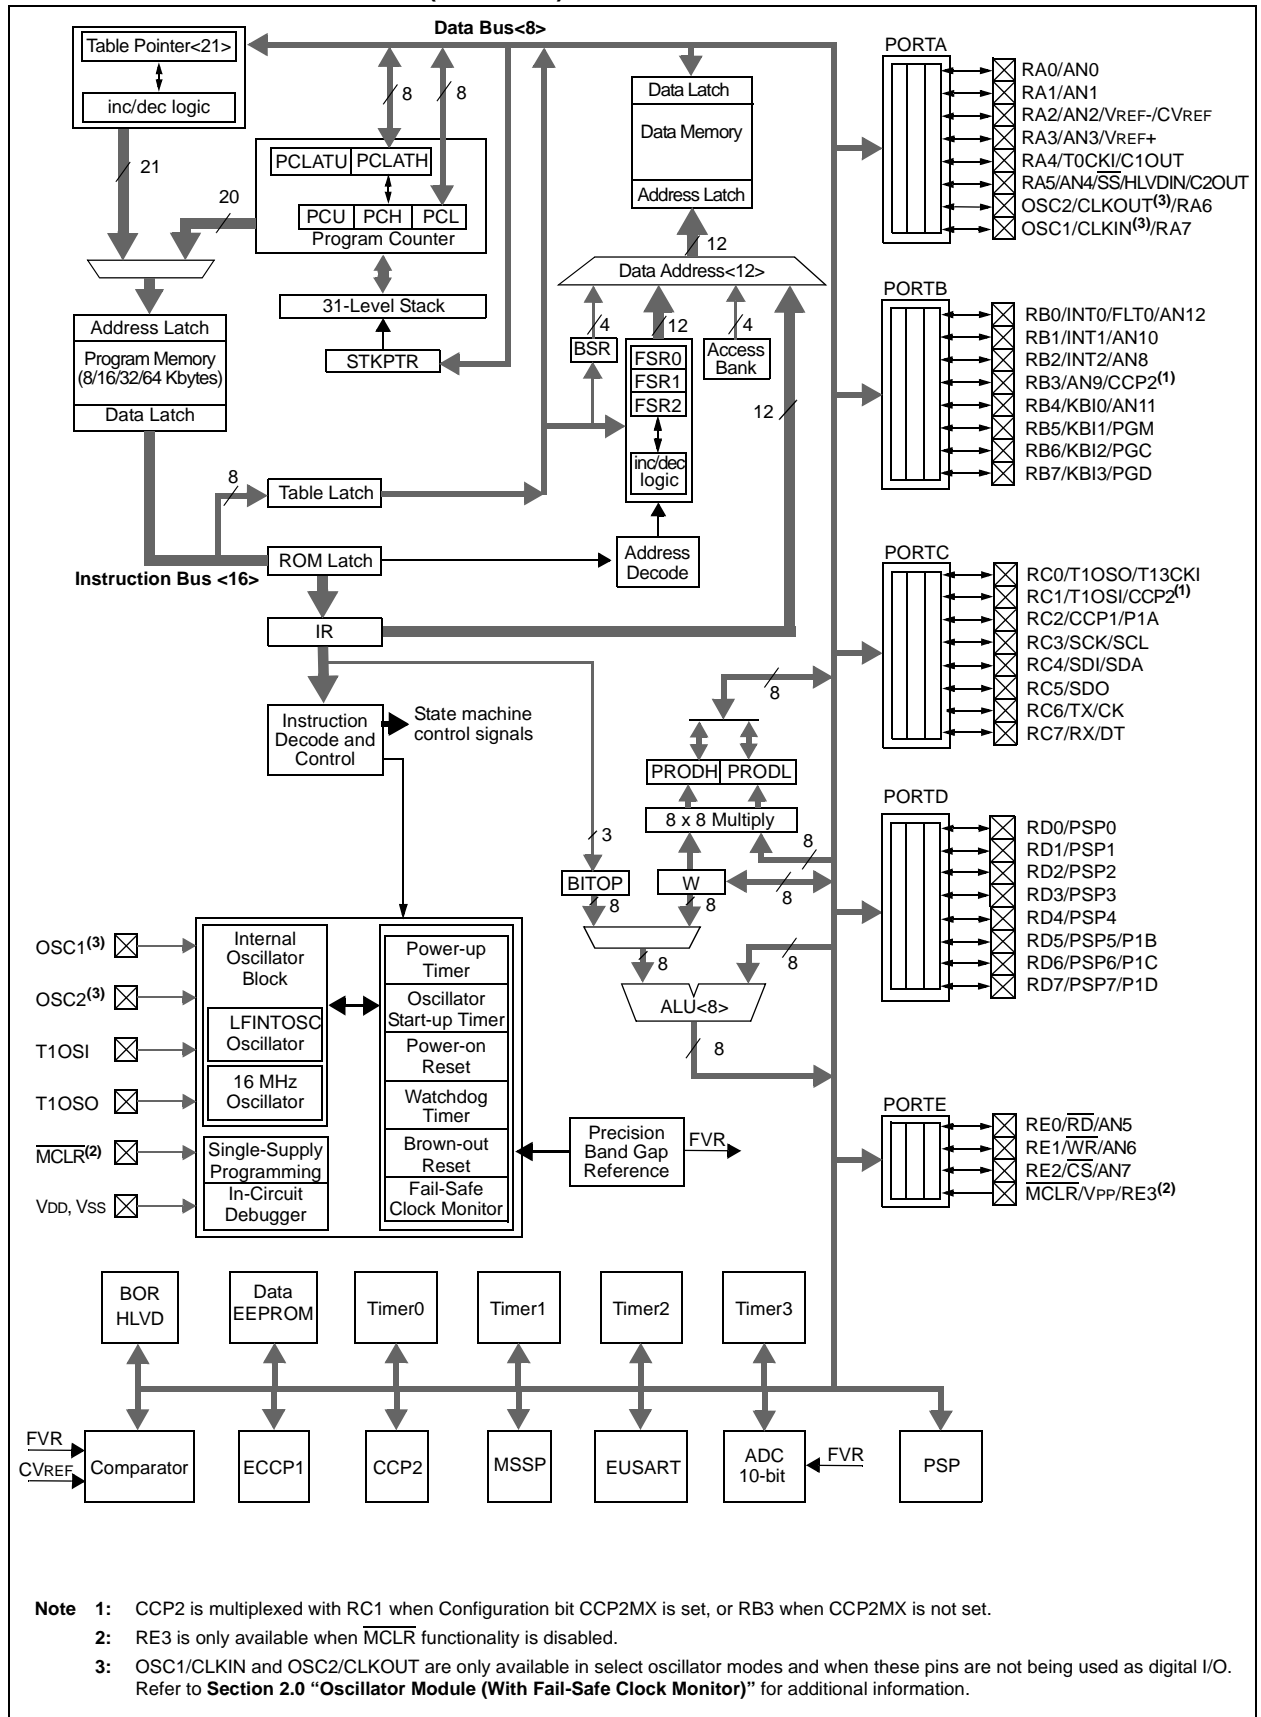 Data Bus<8>
Table Pointer<21>
inc/dec logic
21
20
8
8
PCLATU PCLATH
PCU PCH PCL
Program Counter
31-Level Stack
STKPTR
Data Latch
Data Memory
Address Latch
12
Data Address<12>
4
12
4
BSR
FSR0
FSR1
FSR2
inc/dec
logic
Access
Bank
12
Address Latch
Program Memory
(8/16/32/64 Kbytes)
Data Latch
8
Table Latch
ROM Latch
Instruction Bus <16>
Address
Decode
IR
Instruction
Decode and
Control
State machine
control signals
8
PRODH PRODL
8 x 8 Multiply
3
8
BITOP
W
8
8
8
8
8
ALU<8>
8
OSC1(3)
OSC2(3)
T1OSI
T1OSO
MCLR(2)
VDD, VSS
Internal
Oscillator
Block
LFINTOSC
Oscillator
16 MHz
Oscillator
Single-Supply
Programming
In-Circuit
Debugger
Power-up
Timer
Oscillator
Start-up Timer
Power-on
Reset
Watchdog
Timer
Brown-out
Reset
Fail-Safe
Clock Monitor
Precision
Band Gap
Reference
FVR
PORTA
RA0/AN0
RA1/AN1
RA2/AN2/VREF-/CVREF
RA3/AN3/VREF+
RA4/T0CKI/C1OUT
RA5/AN4/SS/HLVDIN/C2OUT
OSC2/CLKOUT(3)/RA6
OSC1/CLKIN(3)/RA7
PORTB
RB0/INT0/FLT0/AN12
RB1/INT1/AN10
RB2/INT2/AN8
RB3/AN9/CCP2(1)
RB4/KBI0/AN11
RB5/KBI1/PGM
RB6/KBI2/PGC
RB7/KBI3/PGD
PORTC
RC0/T1OSO/T13CKI
RC1/T1OSI/CCP2(1)
RC2/CCP1/P1A
RC3/SCK/SCL
RC4/SDI/SDA
RC5/SDO
RC6/TX/CK
RC7/RX/DT
PORTD
RD0/PSP0
RD1/PSP1
RD2/PSP2
RD3/PSP3
RD4/PSP4
RD5/PSP5/P1B
RD6/PSP6/P1C
RD7/PSP7/P1D
PORTE
RE0/RD/AN5
RE1/WR/AN6
RE2/CS/AN7
MCLR/VPP/RE3(2)
BOR
HLVD
Data
EEPROM
Timer0
Timer1
Timer2
Timer3
FVR
CVREF
Comparator
ECCP1
CCP2
MSSP
EUSART
ADC
10-bit
FVR
PSP
Note 1: CCP2 is multiplexed with RC1 when Configuration bit CCP2MX is set, or RB3 when CCP2MX is not set.
2: RE3 is only available when MCLR functionality is disabled.
3: OSC1/CLKIN and OSC2/CLKOUT are only available in select oscillator modes and when these pins are not being used as digital I/O.
Refer to Section 2.0 “Oscillator Module (With Fail-Safe Clock Monitor)” for additional information.